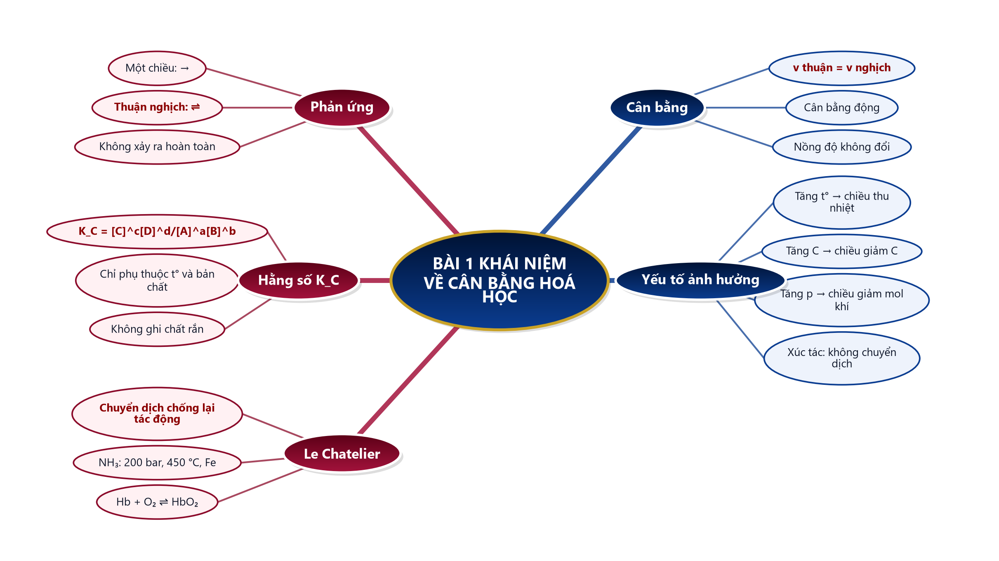 BÀI 1 KHÁI NIỆM
VỀ CÂN BẰNG HOÁ
HỌC
Phản ứng
Một chiều: →
Thuận nghịch: ⇌
Không xảy ra hoàn toàn
Hằng số K_C
K_C = [C]^c[D]^d/[A]^a[B]^b
Chỉ phụ thuộc t° và bản
chất
Không ghi chất rắn
Le Chatelier
Chuyển dịch chống lại
tác động
NH₃: 200 bar, 450 °C, Fe
Hb + O₂ ⇌ HbO₂
Cân bằng
v thuận = v nghịch
Cân bằng động
Nồng độ không đổi
Yếu tố ảnh hưởng
Tăng t° → chiều thu
nhiệt
Tăng C → chiều giảm C
Tăng p → chiều giảm mol
khí
Xúc tác: không chuyển
dịch